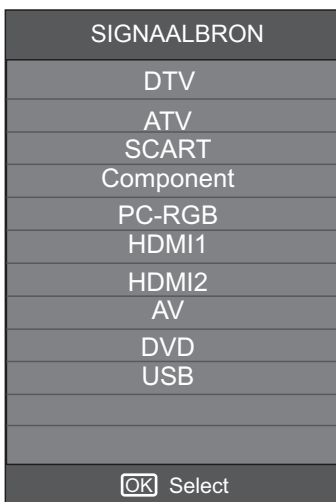 SIGNAALBRON
DTV
ATV
SCART
Component
PC-RGB
HDMI1
HDMI2
AV
DVD
USB
OK Select